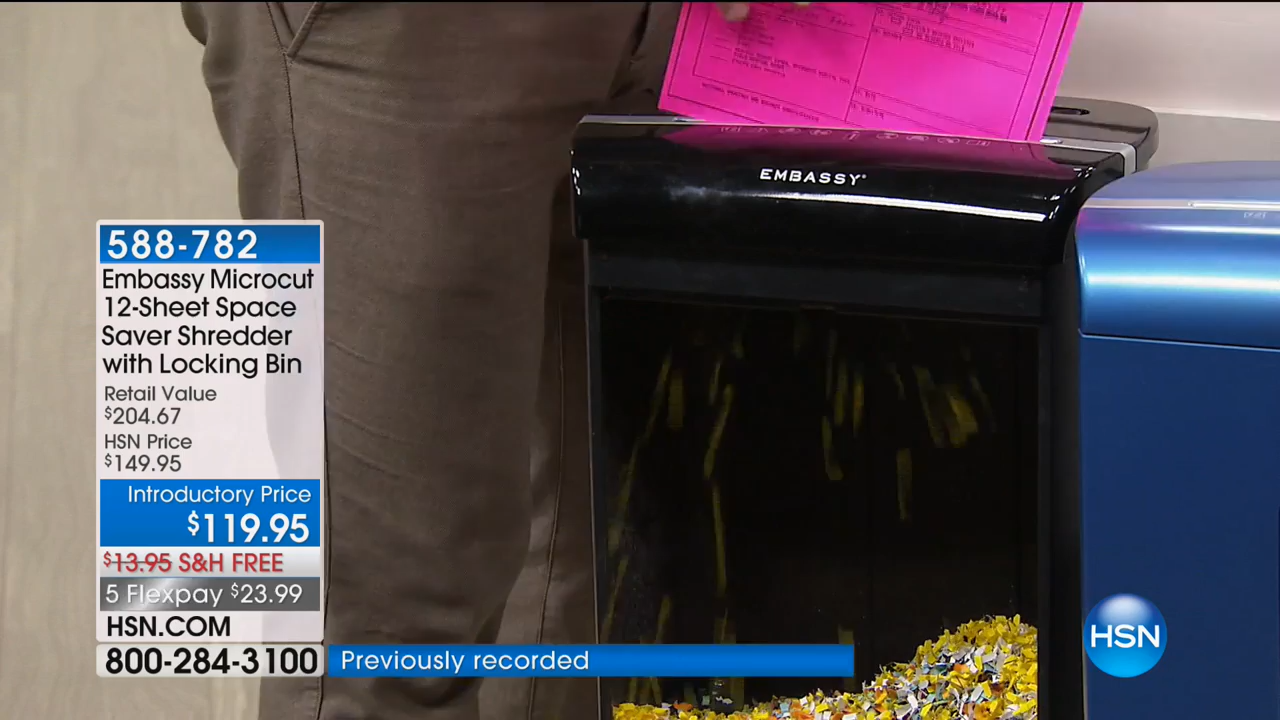 EMBASSY
588-782
Embassy Microcut
12-Sheet Space
Saver Shredder
with Locking Bin
Retail Value
$204.67
HSN Price
$149.95
Introductory Price
$119.95
$13.95 S&H FREE
5 Flexpay $23.99
HSN.COM
800-284-3100
Previously recorded
HSN